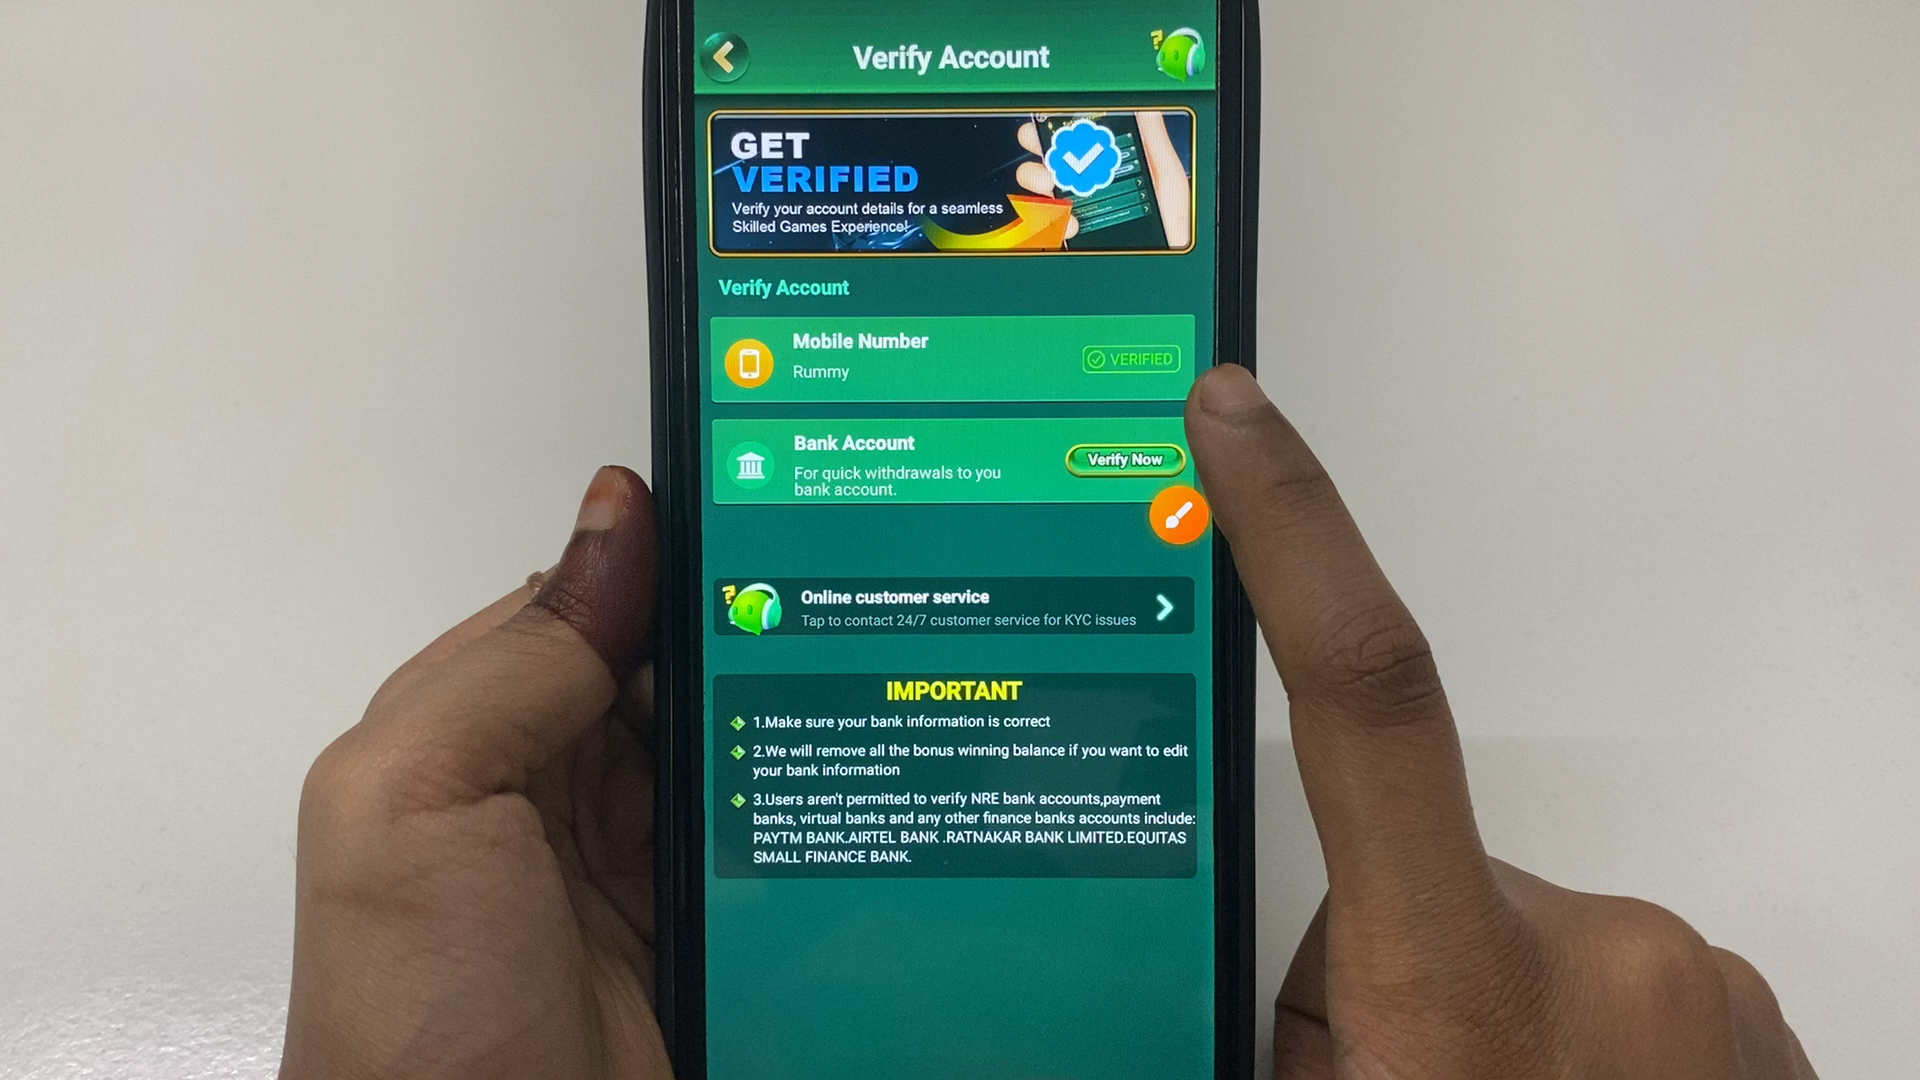 Verify Account
GET
VERIFIED
Verify your account details for a seamless
Skilled Games Experience!
Verify Account
Mobile Number
Rummy
VERIFIED
Bank Account
For quick withdrawals to you
bank account.
Verify Now
Online customer service
Tap to contact 24/7 customer service for KYC issues
IMPORTANT
1.Make sure your bank information is correct
2.We will remove all the bonus winning balance if you want to edit
your bank information
3.Users aren't permitted to verify NRE bank accounts,payment
banks, virtual banks and any other finance banks accounts include:
PAYTM BANK.AIRTEL BANK .RATNAKAR BANK LIMITED.EQUITAS
SMALL FINANCE BANK.